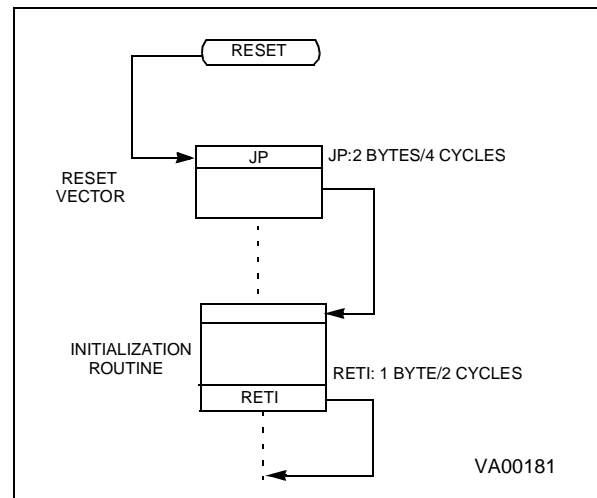 RESET
JP
JP:2 BYTES/4 CYCLES
RESET
VECTOR
INITIALIZATION
ROUTINE
RETI: 1 BYTE/2 CYCLES
RETI
VA00181